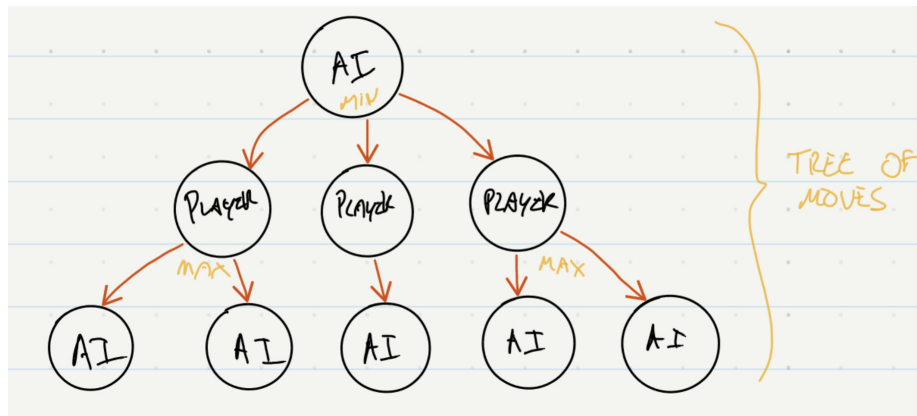 AI
MIN
PLAYER
PLAYER
PLAYER
TREE OF
MOVES
MAX
MAX
AI
AI
AI
AI
AI